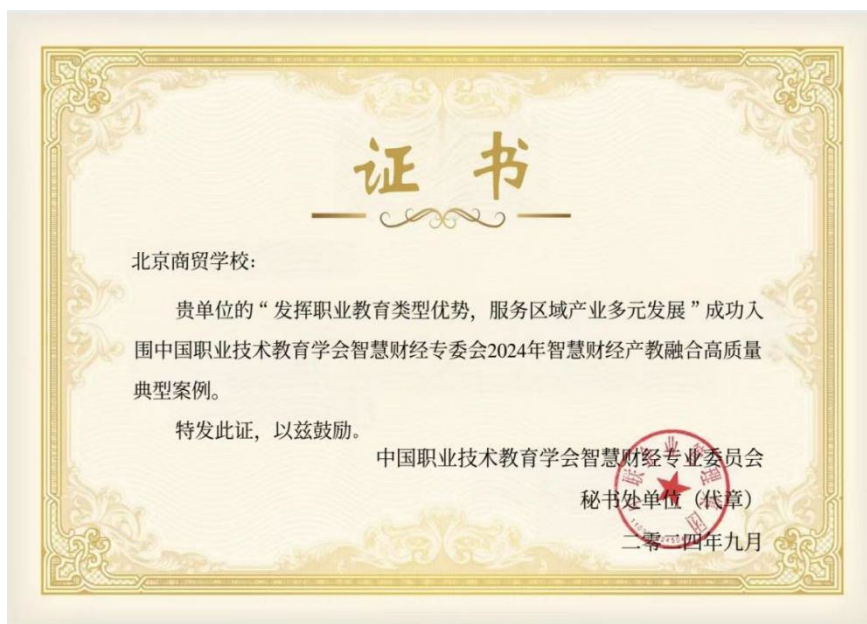 证 书
北京商贸学校：
贵单位的“发挥职业教育类型优势，服务区域产业多元发展”成功入
围中国职业技术教育学会智慧财经专委会2024年智慧财经产教融合高质量
典型案例。
特发此证，以兹鼓励。
中国职业技术教育学会智慧财经专业委员会
秘书处单位（代章）
二零一四年九月